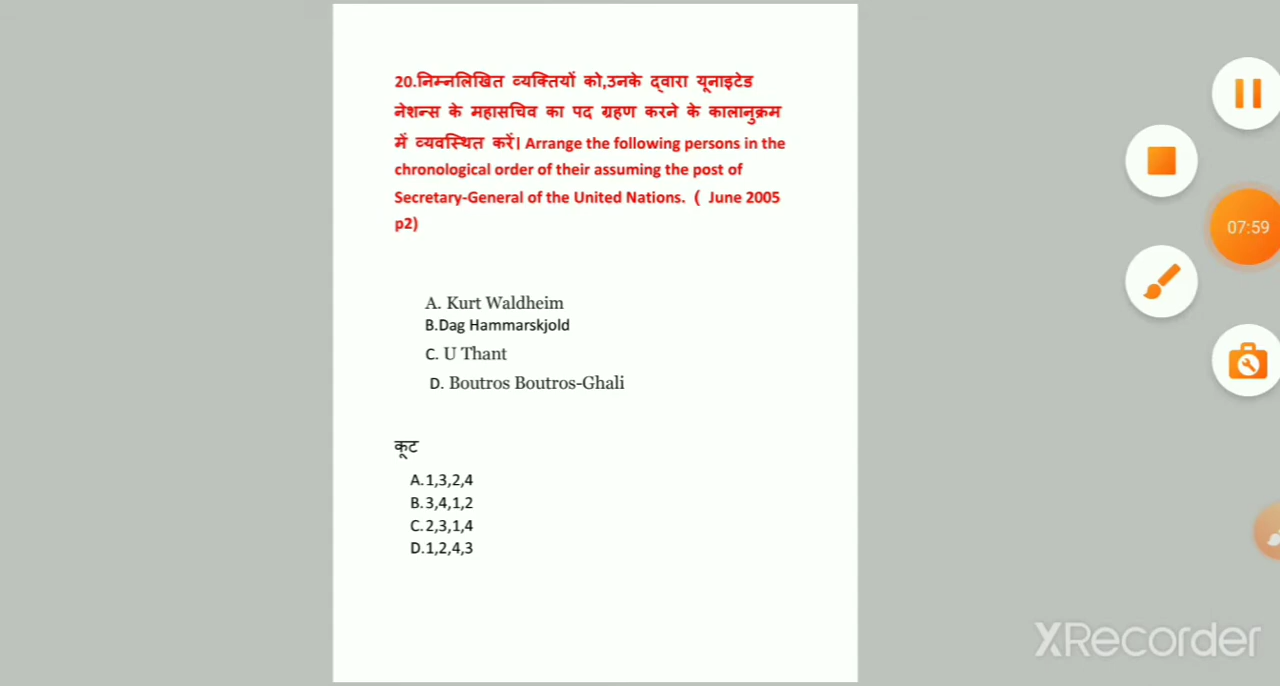 20.निम्नलिखित व्यक्तियों को,उनके द्वारा यूनाइटेड
नेशन्स के महासचिव का पद ग्रहण करने के कालानुक्रम
में व्यवस्थित करें| Arrange the following persons in the
chronological order of their assuming the post of
Secretary-General of the United Nations. ( June 2005
p2)
A. Kurt Waldheim
B.Dag Hammarskjold
C. U Thant
D. Boutros Boutros-Ghali
कूट
A.1,3,2,4
B.3,4,1,2
C.2,3,1,4
D.1,2,4,3
07:59
XRecorder